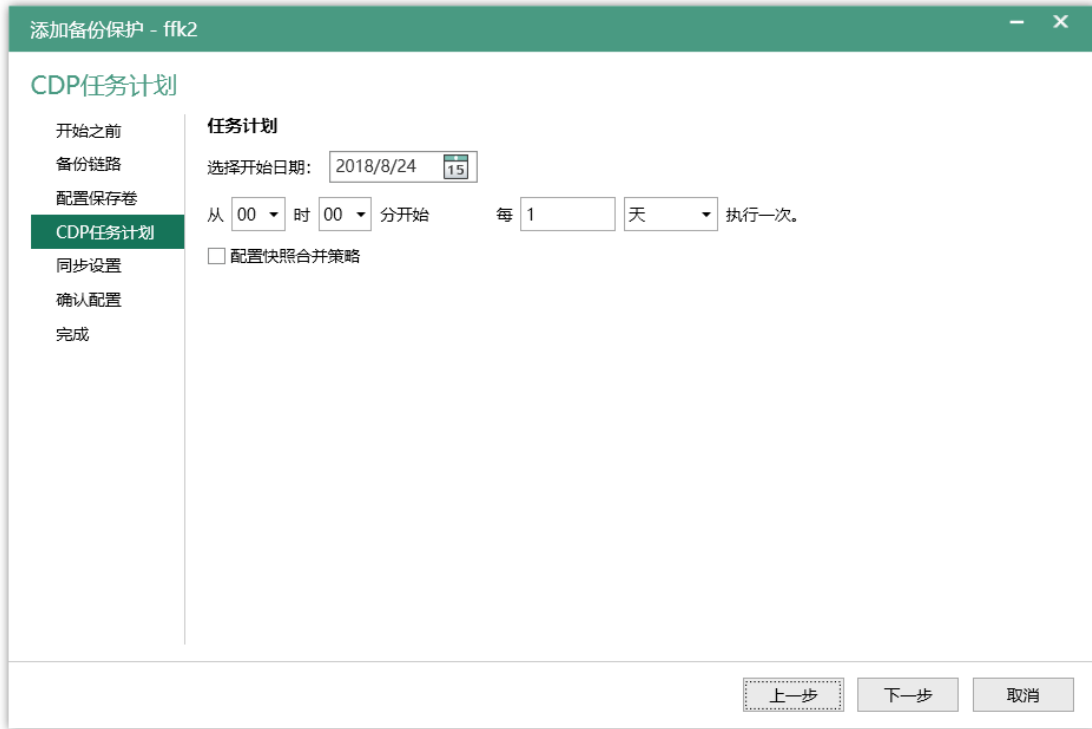 添加备份保护 - ffk2
CDP任务计划
开始之前
备份链路
配置保存卷
CDP任务计划
同步设置
确认配置
完成
任务计划
选择开始日期： 2018/8/24 15
从 00 时 00 分开始 每 1 天 执行一次。
配置快照合并策略
上一步 下一步 取消